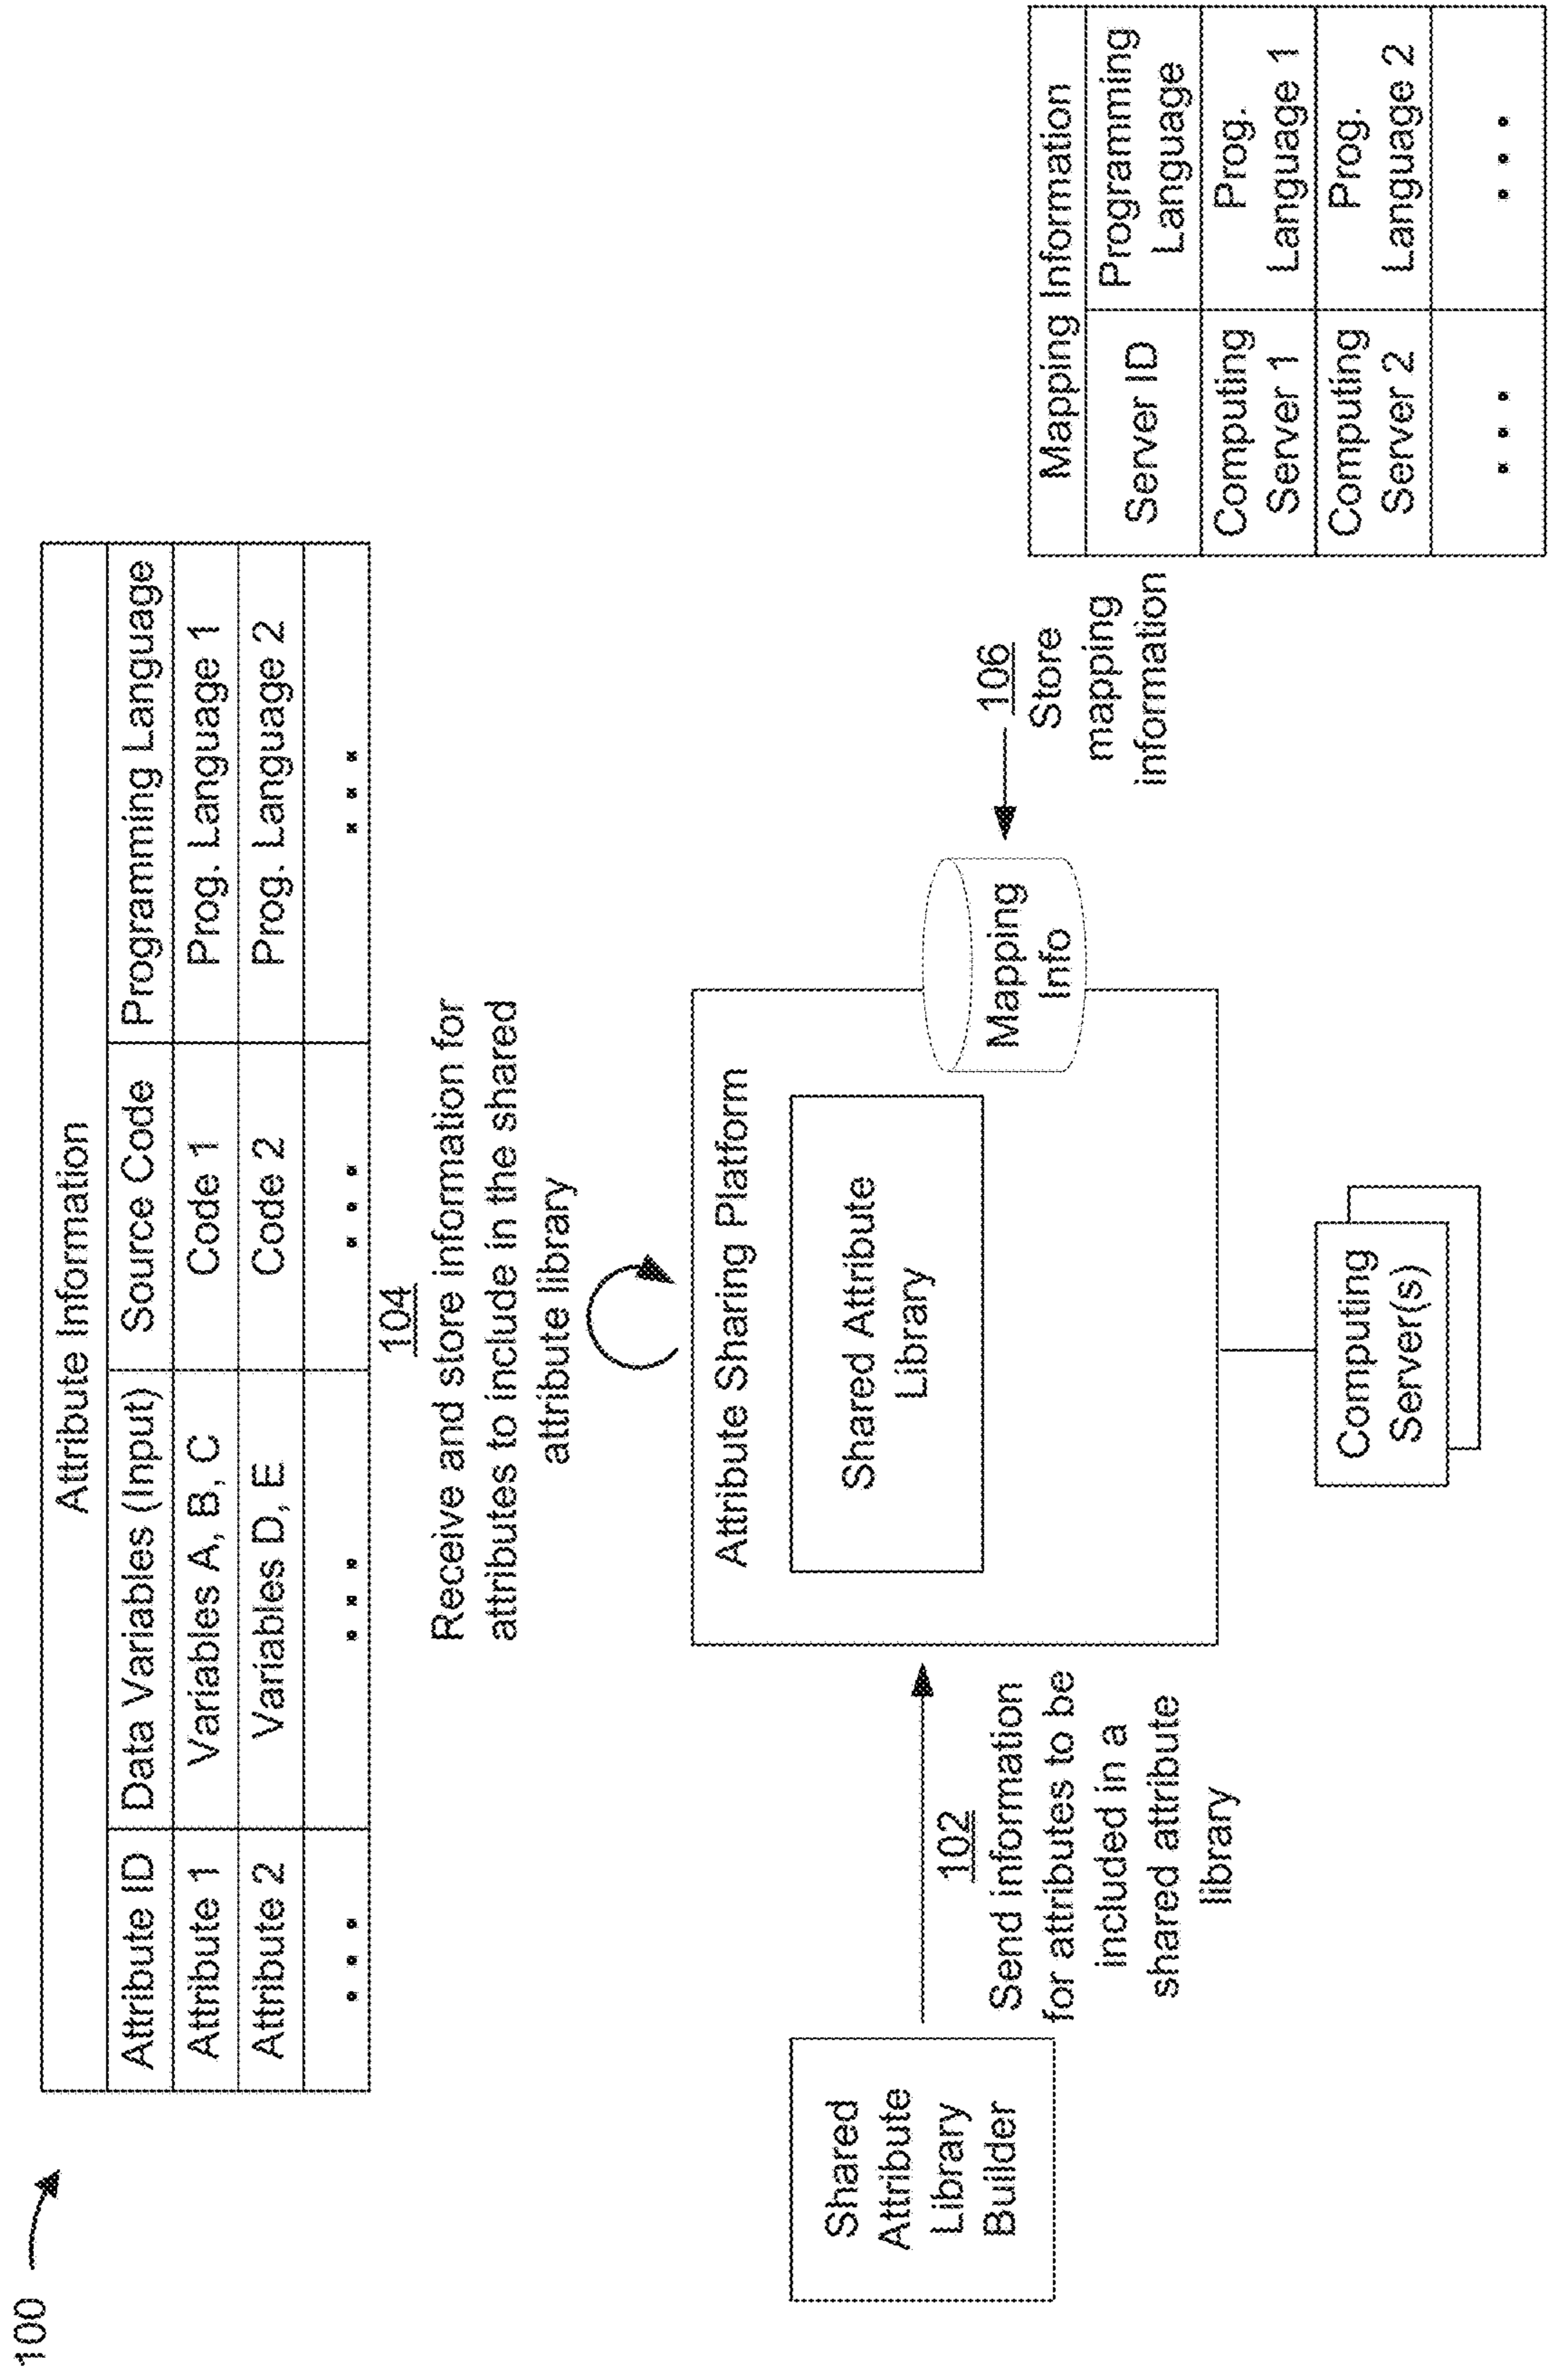 100
Attribute Information
Attribute ID Data Variables (Input) Source Code Programming Language
Attribute 1 Variables A, B, C Code 1 Prog. Language 1
Attribute 2 Variables D, E Code 2 Prog. Language 2
• • • • • • • • • • • •
104
Receive and store information for
attributes to include in the shared
attribute library
Shared
Attribute
Library
Builder
102
Send information
for attributes to be
included in a
shared attribute
library
Attribute Sharing Platform
Shared Attribute
Library
Mapping
Info
Computing
Server(s)
106
Store
mapping
information
Mapping Information
Server ID
Programming
Language
Computing
Server 1
Prog.
Language 1
Computing
Server 2
Prog.
Language 2
• • • • • •